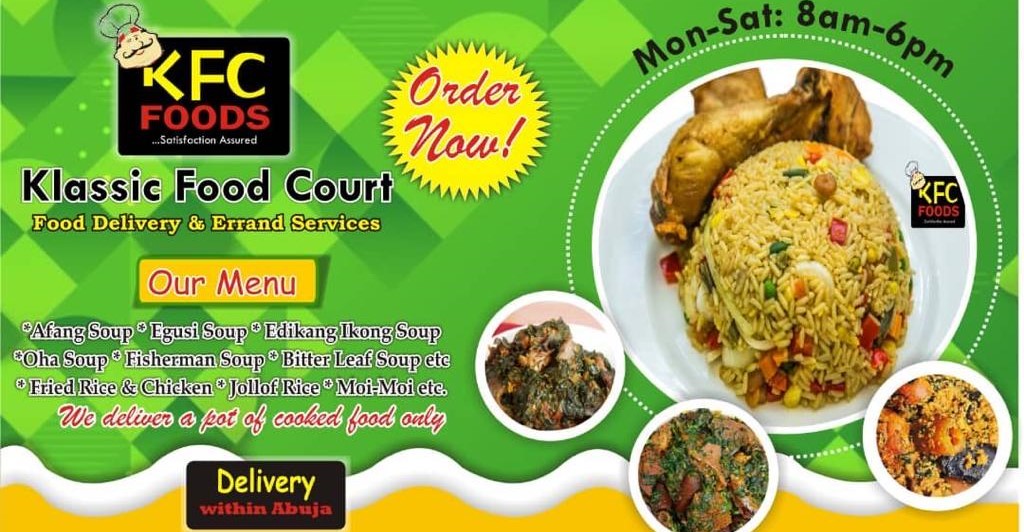 KFC
FOODS
...Satisfaction Assured
Klassic Food Court
Food Delivery & Errand Services
Order
Now!
Mon-Sat: 8am-6pm
KFC
FOODS
Satisfaction Assured
Our Menu
*Afang Soup * Egusi Soup * Edikang Ikong Soup
*Oha Soup * Fisherman Soup * Bitter Leaf Soup etc
* Fried Rice & Chicken * Jollof Rice * Moi-Moi etc.
We deliver a pot of cooked food only
Delivery
within Abuja